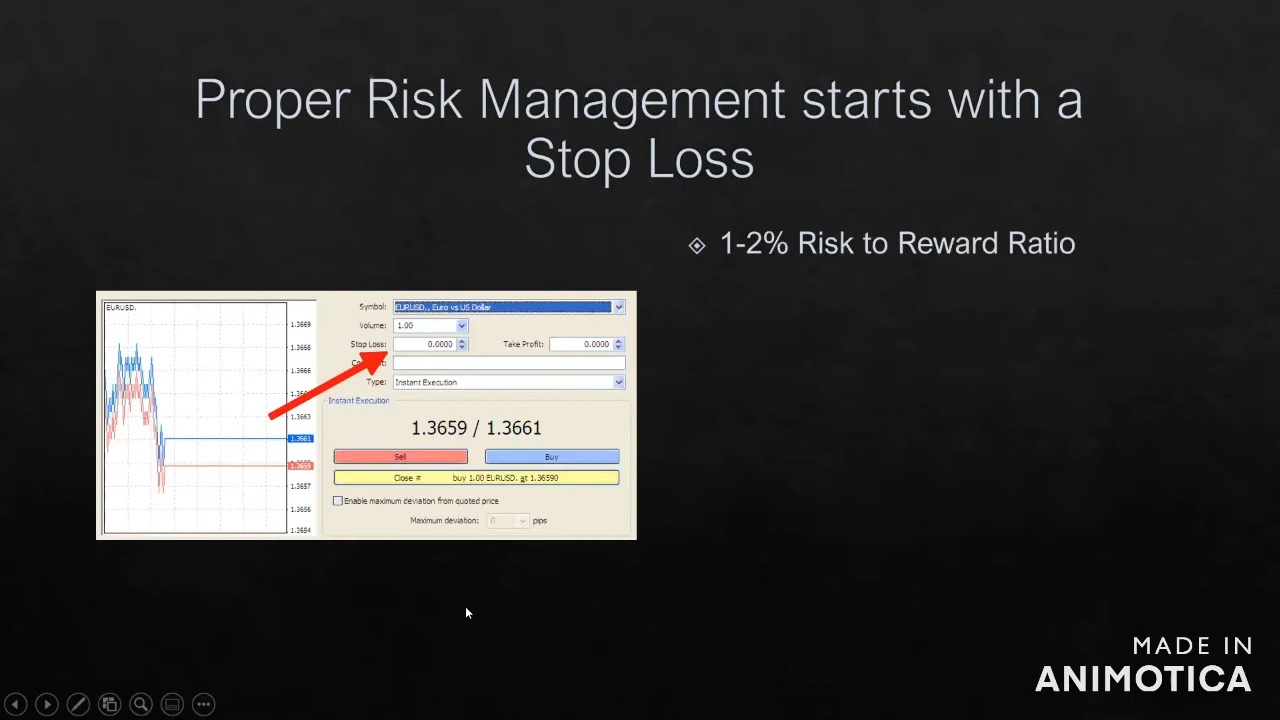 Proper Risk Management starts with a
Stop Loss
1-2% Risk to Reward Ratio
EURUSD.
1.3669
1.3668
1.3666
1.3663
1.3661
1.3659
1.3657
1.3656
1.3654
Symbol: EURUSD., Euro vs US Dollar
Volume: 1.00
Stop Loss: 0.0000 Take Profit: 0.0000
Type: Instant Execution
Instant Execution
1.3659 / 1.3661
Sell Buy
Close # buy 1.00 EURUSD. at 1.36590
Enable maximum deviation from quoted price
Maximum deviation: 0 pips
MADE IN
ANIMOTICA